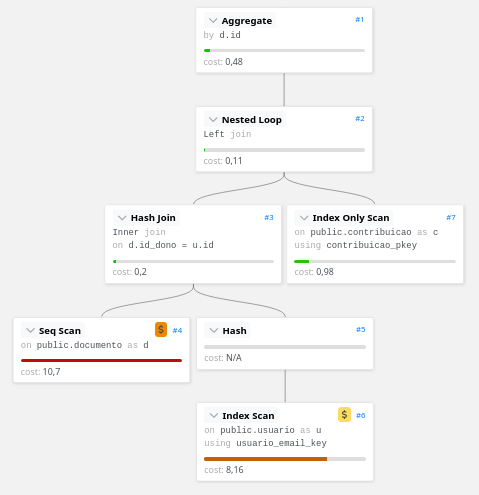 Aggregate #1
by d.id
cost: 0,48
Nested Loop #2
Left join
cost: 0,11
Hash Join #3
Inner join
on d.id_dono = u.id
cost: 0,2
Index Only Scan #7
on public.contribuicao as c
using contribuicao_pkey
cost: 0,98
Seq Scan $ #4
on public.documento as d
cost: 10,7
Hash #5
cost: N/A
Index Scan $ #6
on public.usuario as u
using usuario_email_key
cost: 8,16